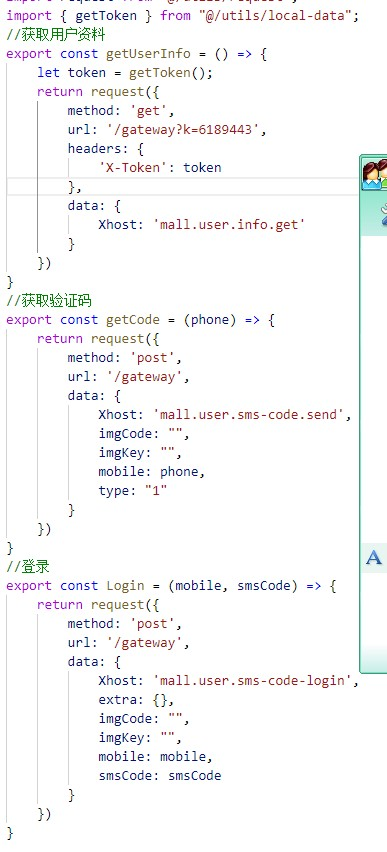 import { getToken } from "@/utils/local-data";
//获取用户资料
export const getUserInfo = () => {
    let token = getToken();
    return request({
        method: 'get',
        url: '/gateway?k=6189443',
        headers: {
            'X-Token': token
        },
        data: {
            Xhost: 'mall.user.info.get'
        }
    })
}
//获取验证码
export const getCode = (phone) => {
    return request({
        method: 'post',
        url: '/gateway',
        data: {
            Xhost: 'mall.user.sms-code.send',
            imgCode: "",
            imgKey: "",
            mobile: phone,
            type: "1"
        }
    })
}
//登录
export const Login = (mobile, smsCode) => {
    return request({
        method: 'post',
        url: '/gateway',
        data: {
            Xhost: 'mall.user.sms-code-login',
            extra: {},
            imgCode: "",
            imgKey: "",
            mobile: mobile,
            smsCode: smsCode
        }
    })
}
A